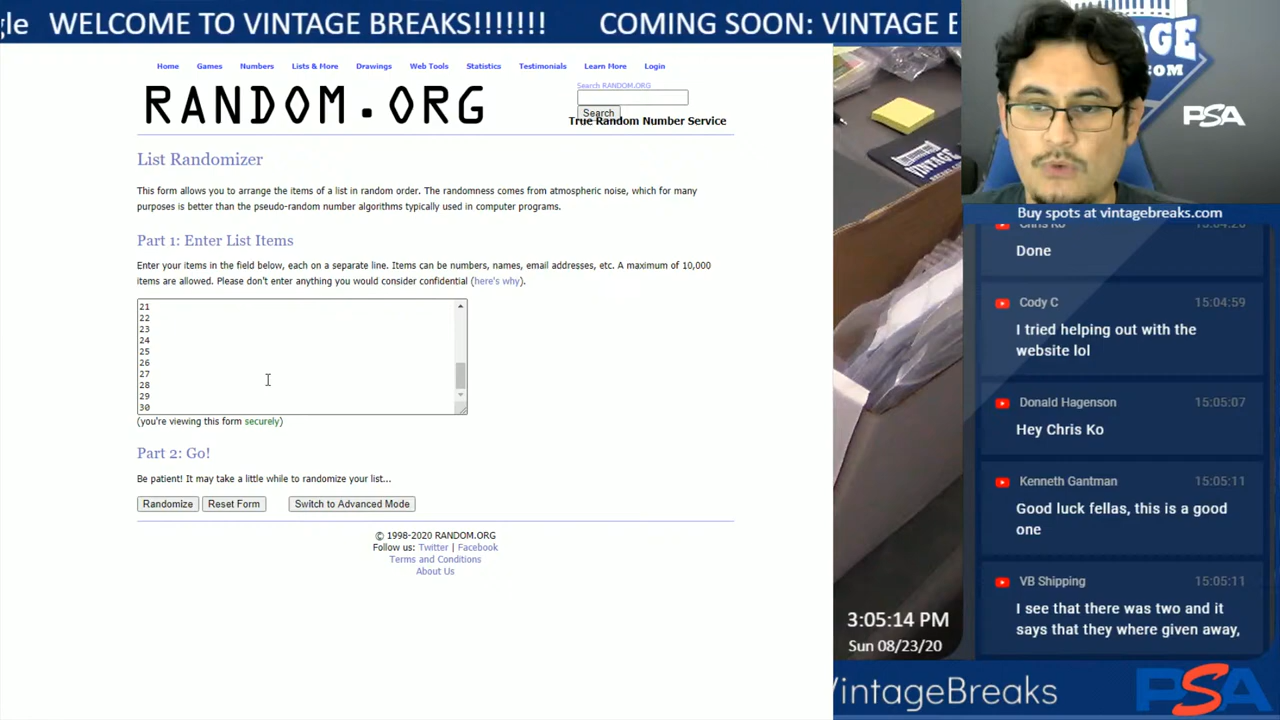 gle WELCOME TO VINTAGE BREAKS!!!!!!! COMING SOON: VINTAGE
Home Games Numbers Lists & More Drawings Web Tools Statistics Testimonials Learn More Login
RANDOM.ORG
Search RANDOM.ORG
Search
True Random Number Service
List Randomizer
This form allows you to arrange the items of a list in random order. The randomness comes from atmospheric noise, which for many
purposes is better than the pseudo-random number algorithms typically used in computer programs.
Part 1: Enter List Items
Enter your items in the field below, each on a separate line. Items can be numbers, names, email addresses, etc. A maximum of 10,000
items are allowed. Please don't enter anything you would consider confidential (here's why).
21
22
23
24
25
26
27
28
29
30
(you're viewing this form securely)
Part 2: Go!
Be patient! It may take a little while to randomize your list...
Randomize Reset Form Switch to Advanced Mode
© 1998-2020 RANDOM.ORG
Follow us: Twitter | Facebook
Terms and Conditions
About Us
VINTAGE
PSA
Buy spots at vintagebreaks.com
Chris Ko 15:04:26
Done
Cody C 15:04:59
I tried helping out with the
website lol
Donald Hagenson 15:05:07
Hey Chris Ko
Kenneth Gantman 15:05:11
Good luck fellas, this is a good
one
VB Shipping 15:05:11
I see that there was two and it
says that they where given away,
3:05:14 PM
Sun 08/23/20
/VintageBreaks
PSA